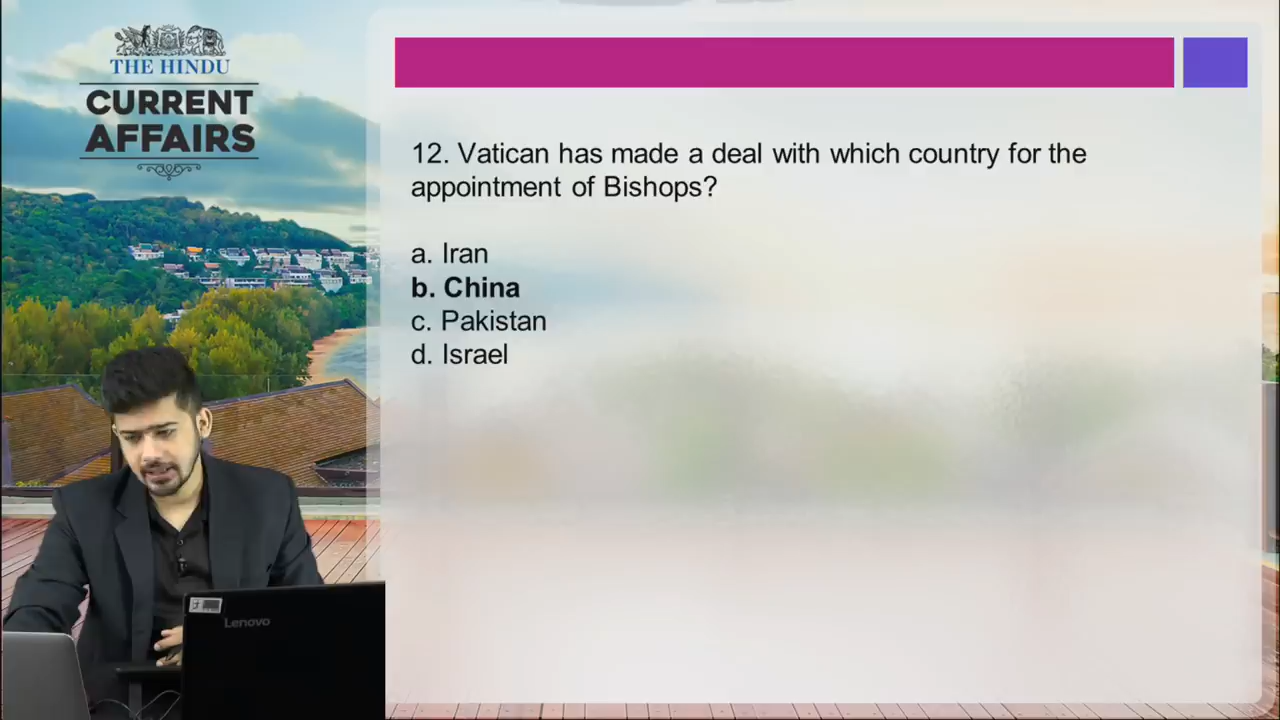 THE HINDU
CURRENT
AFFAIRS
12. Vatican has made a deal with which country for the
appointment of Bishops?
a. Iran
b. China
c. Pakistan
d. Israel
Lenovo